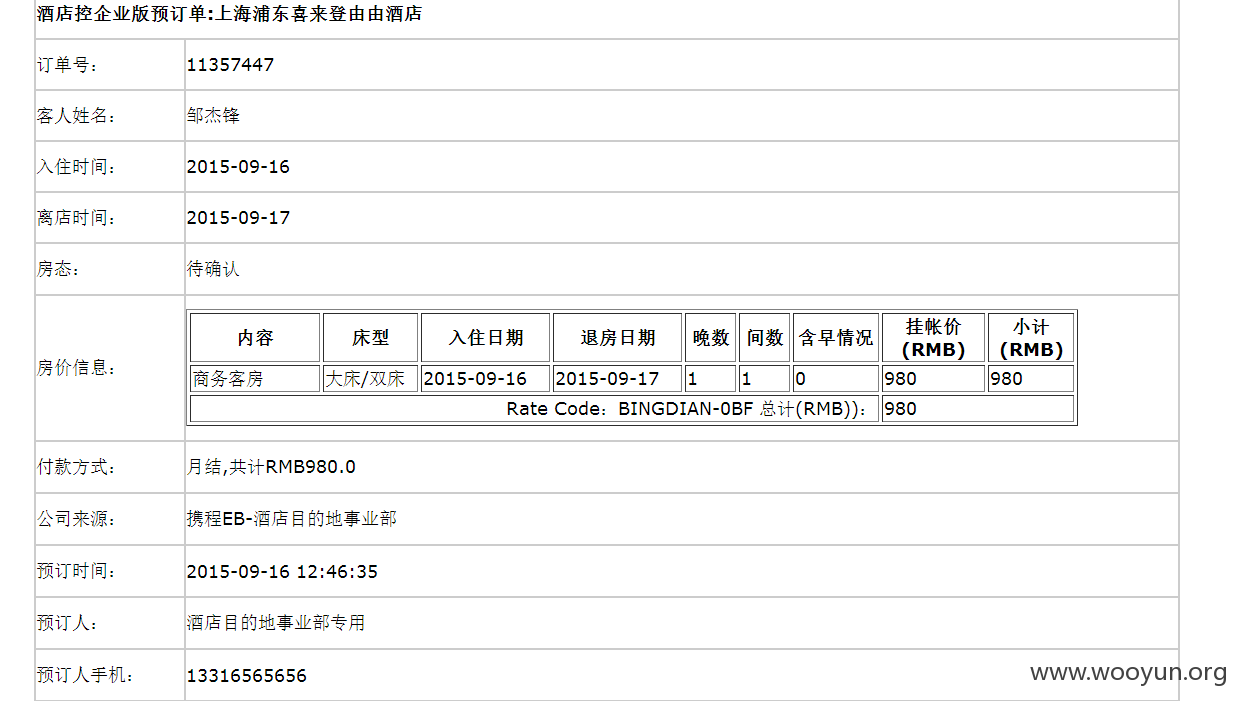 酒店控企业版预订单:上海浦东喜来登由由酒店
订单号： 11357447
客人姓名： 邹杰锋
入住时间： 2015-09-16
离店时间： 2015-09-17
房态： 待确认
房价信息：
内容 床型 入住日期 退房日期 晚数 间数 含早情况 挂帐价(RMB) 小计(RMB)
商务客房 大床/双床 2015-09-16 2015-09-17 1 1 0 980 980
Rate Code：BINGDIAN-0BF 总计(RMB)): 980
付款方式： 月结,共计RMB980.0
公司来源： 携程EB-酒店目的地事业部
预订时间： 2015-09-16 12:46:35
预订人： 酒店目的地事业部专用
预订人手机： 13316565656
www.wooyun.org